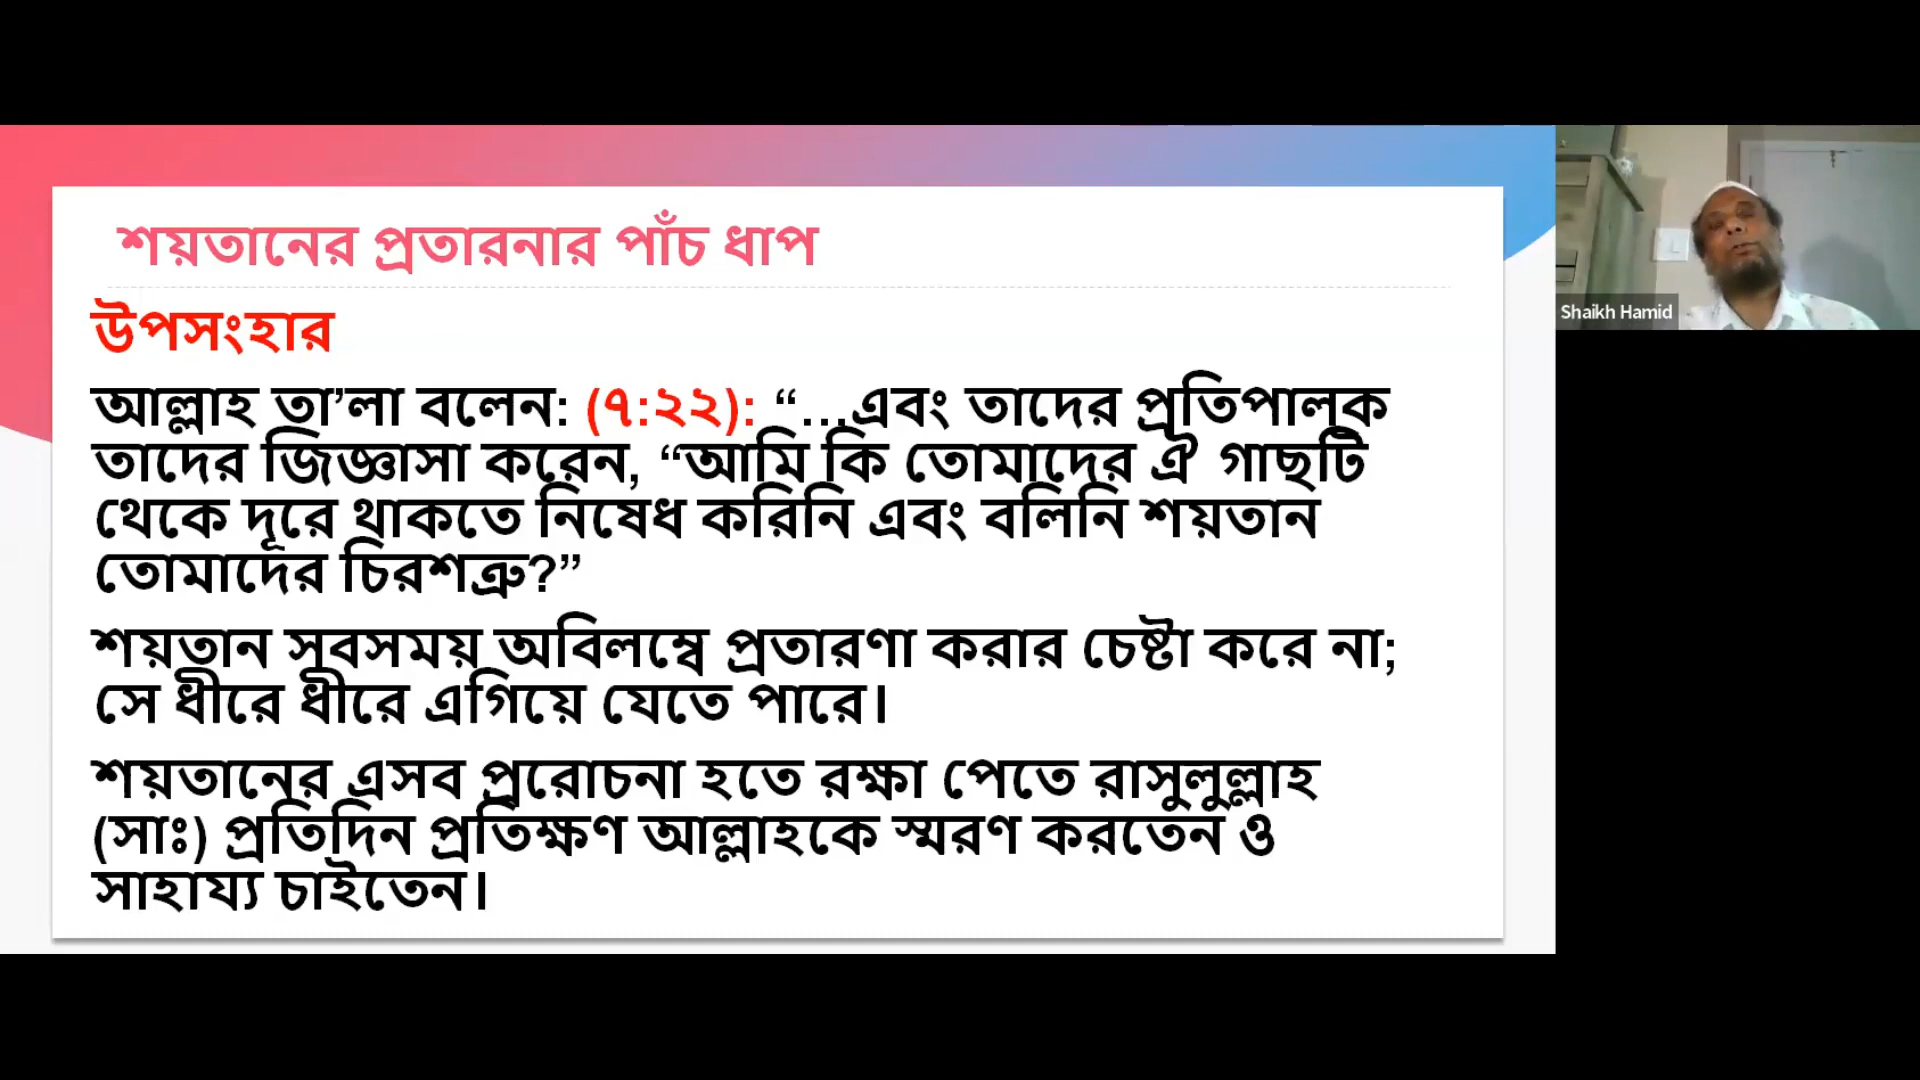 শয়তানের প্রতারনার পাঁচ ধাপ
উপসংহার
আল্লাহ তা’লা বলেন: (৭:২২): “...এবং তাদের প্রতিপালক
তাদের জিজ্ঞাসা করেন, “আমি কি তোমাদের ঐ গাছটি
থেকে দূরে থাকতে নিষেধ করিনি এবং বলিনি শয়তান
তোমাদের চিরশত্রু?”
শয়তান সবসময় অবিলম্বে প্রতারণা করার চেষ্টা করে না;
সে ধীরে ধীরে এগিয়ে যেতে পারে।
শয়তানের এসব প্ররোচনা হতে রক্ষা পেতে রাসুলুল্লাহ
(সাঃ) প্রতিদিন প্রতিক্ষণ আল্লাহকে স্মরণ করতেন ও
সাহায্য চাইতেন।
Shaikh Hamid